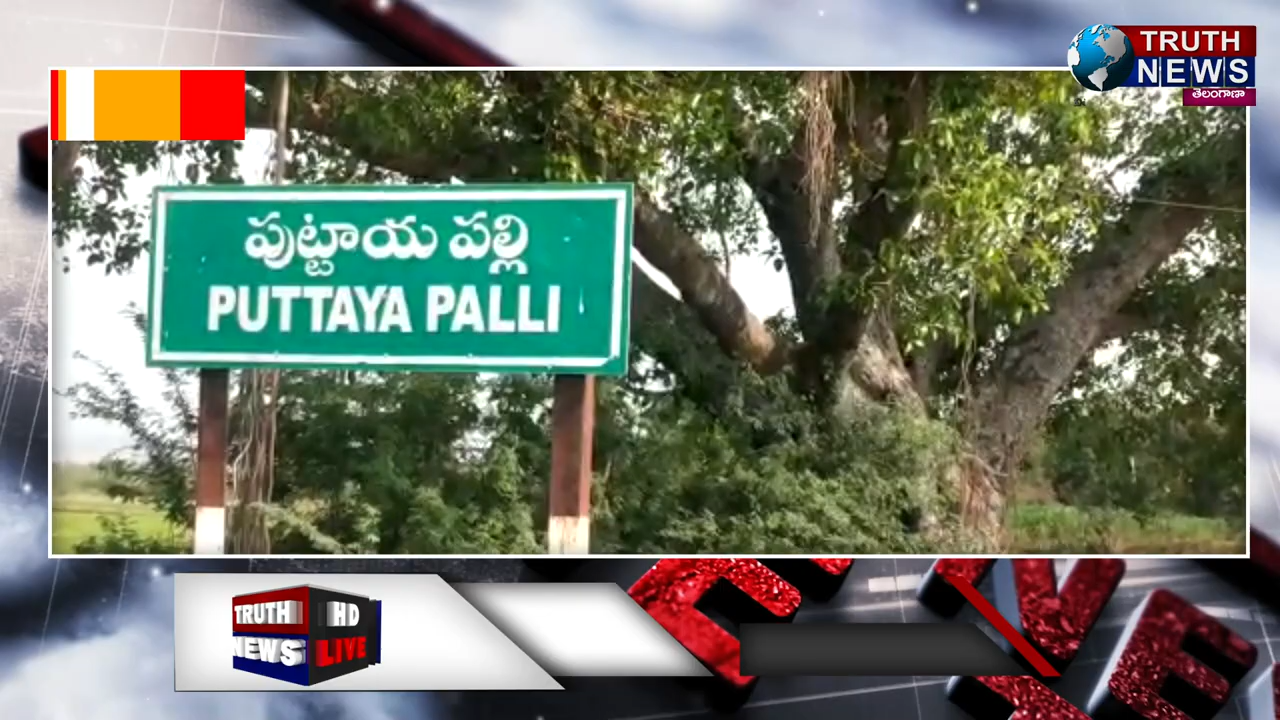 TRUTH
NEWS
తెలంగాణా
పుట్టాయ పల్లి
PUTTAYA PALLI
TRUTH HD
NEWS LIVE